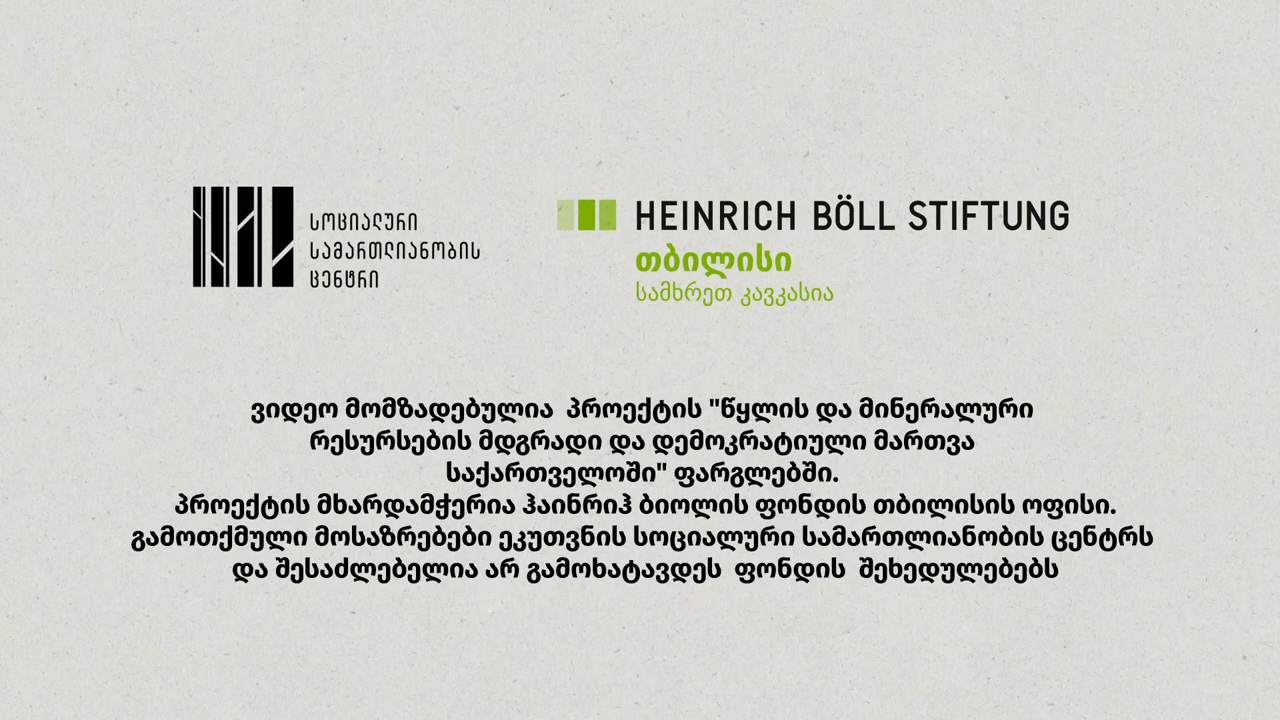 სოციალური
სამართლიანობის
ცენტრი
HEINRICH BÖLL STIFTUNG
თბილისი
სამხრეთ კავკასია
ვიდეო მომზადებულია პროექტის "წყლის და მინერალური
რესურსების მდგრადი და დემოკრატიული მართვა
საქართველოში" ფარგლებში.
პროექტის მხარდამჭერია ჰაინრიჰ ბიოლის ფონდის თბილისის ოფისი.
გამოთქმული მოსაზრებები ეკუთვნის სოციალური სამართლიანობის ცენტრს
და შესაძლებელია არ გამოხატავდეს ფონდის შეხედულებებს